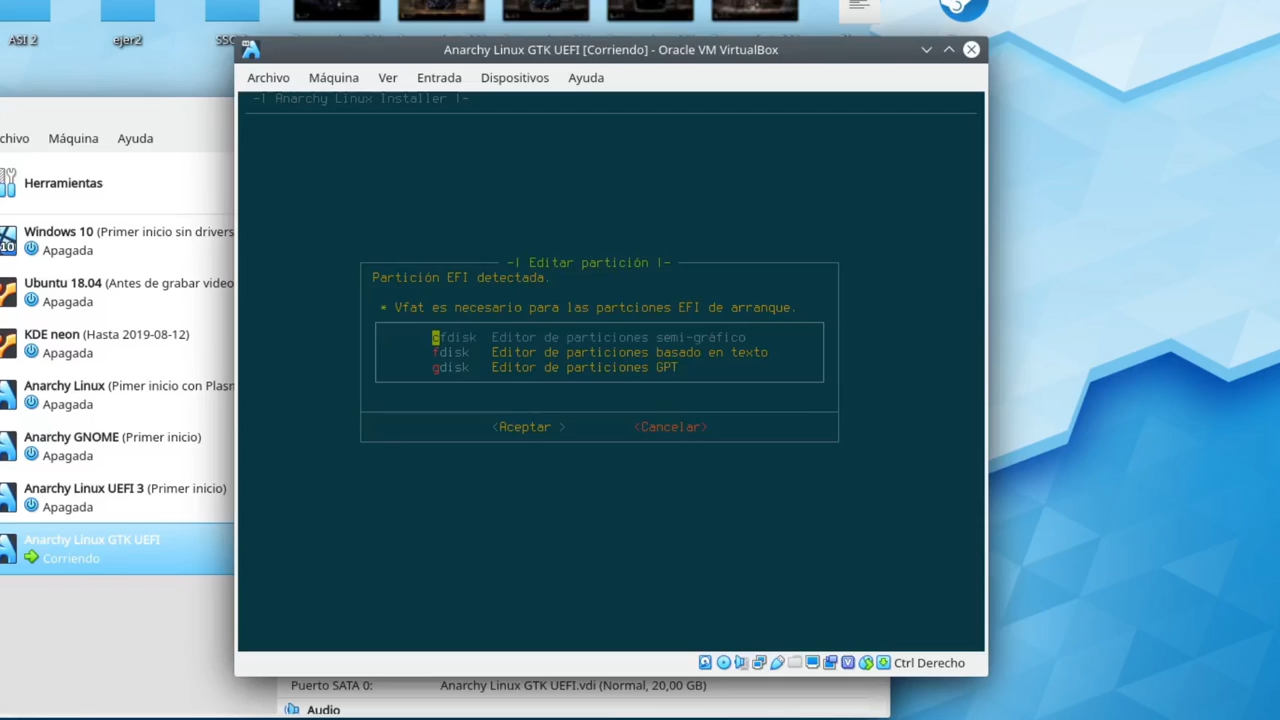 ASI 2
ejer2
SSO
Anarchy Linux GTK UEFI [Corriendo] - Oracle VM VirtualBox
Archivo Máquina Ver Entrada Dispositivos Ayuda
-| Anarchy Linux Installer |-
chivo Máquina Ayuda
Herramientas
Windows 10 (Primer inicio sin drivers
Apagada
Ubuntu 18.04 (Antes de grabar video
Apagada
KDE neon (Hasta 2019-08-12)
Apagada
Anarchy Linux (Pimer inicio con Plasm
Apagada
Anarchy GNOME (Primer inicio)
Apagada
Anarchy Linux UEFI 3 (Primer inicio)
Apagada
Anarchy Linux GTK UEFI
Corriendo
-| Editar partición |-
Partición EFI detectada.
* Vfat es necesario para las partciones EFI de arranque.
cfdisk Editor de particiones semi-gráfico
fdisk Editor de particiones basado en texto
gdisk Editor de particiones GPT
<Aceptar >
<Cancelar>
Ctrl Derecho
Puerto SATA 0: Anarchy Linux GTK UEFI.vdi (Normal, 20,00 GB)
Audio